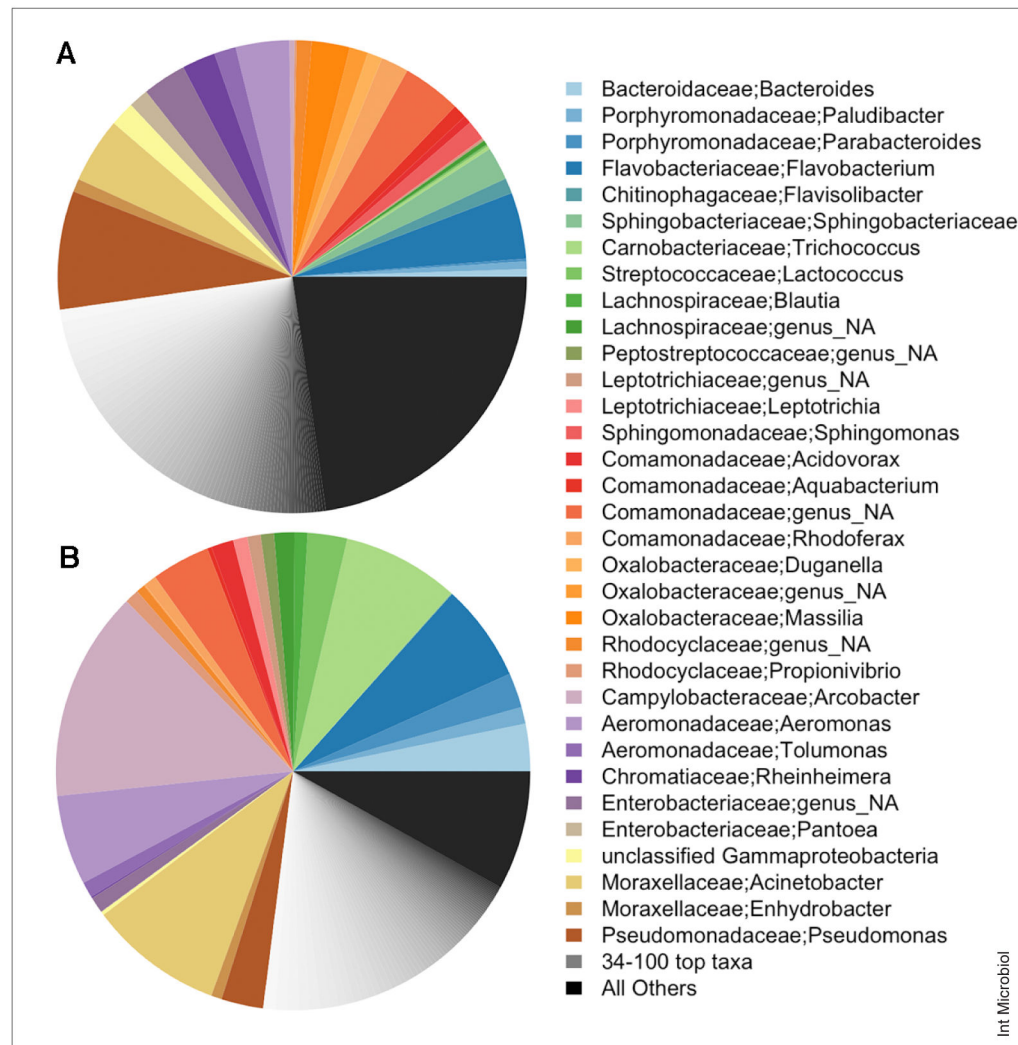 A
B
Bacteroidaceae;Bacteroides
Porphyromonadaceae;Paludibacter
Porphyromonadaceae;Parabacteroides
Flavobacteriaceae;Flavobacterium
Chitinophagaceae;Flavisolibacter
Sphingobacteriaceae;Sphingobacteriaceae
Carnobacteriaceae;Trichococcus
Streptococcaceae;Lactococcus
Lachnospiraceae;Blautia
Lachnospiraceae;genus_NA
Peptostreptococcaceae;genus_NA
Leptotrichiaceae;genus_NA
Leptotrichiaceae;Leptotrichia
Sphingomonadaceae;Sphingomonas
Comamonadaceae;Acidovorax
Comamonadaceae;Aquabacterium
Comamonadaceae;genus_NA
Comamonadaceae;Rhodoferax
Oxalobacteraceae;Duganella
Oxalobacteraceae;genus_NA
Oxalobacteraceae;Massilia
Rhodocyclaceae;genus_NA
Rhodocyclaceae;Propionivibrio
Campylobacteraceae;Arcobacter
Aeromonadaceae;Aeromonas
Aeromonadaceae;Tolumonas
Chromatiaceae;Rheinheimera
Enterobacteriaceae;genus_NA
Enterobacteriaceae;Pantoea
unclassified Gammaproteobacteria
Moraxellaceae;Acinetobacter
Moraxellaceae;Enhydrobacter
Pseudomonadaceae;Pseudomonas
34-100 top taxa
All Others
Int Microbiol